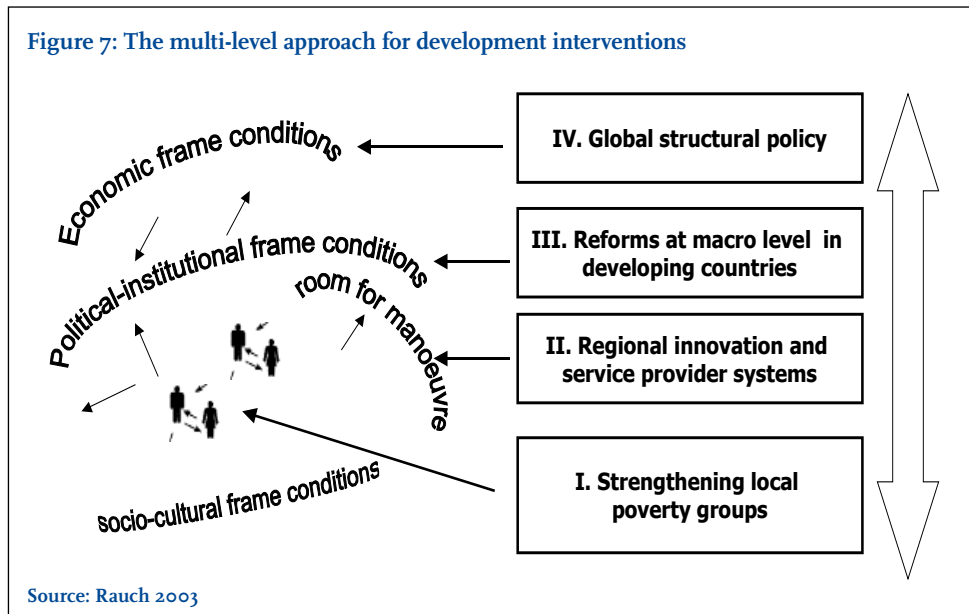 Figure 7: The multi-level approach for development interventions
Economic frame conditions
IV. Global structural policy
Political-institutional frame conditions
III. Reforms at macro level in
developing countries
room for manoeuvre
II. Regional innovation and
service provider systems
I. Strengthening local
poverty groups
socio-cultural frame conditions
Source: Rauch 2003